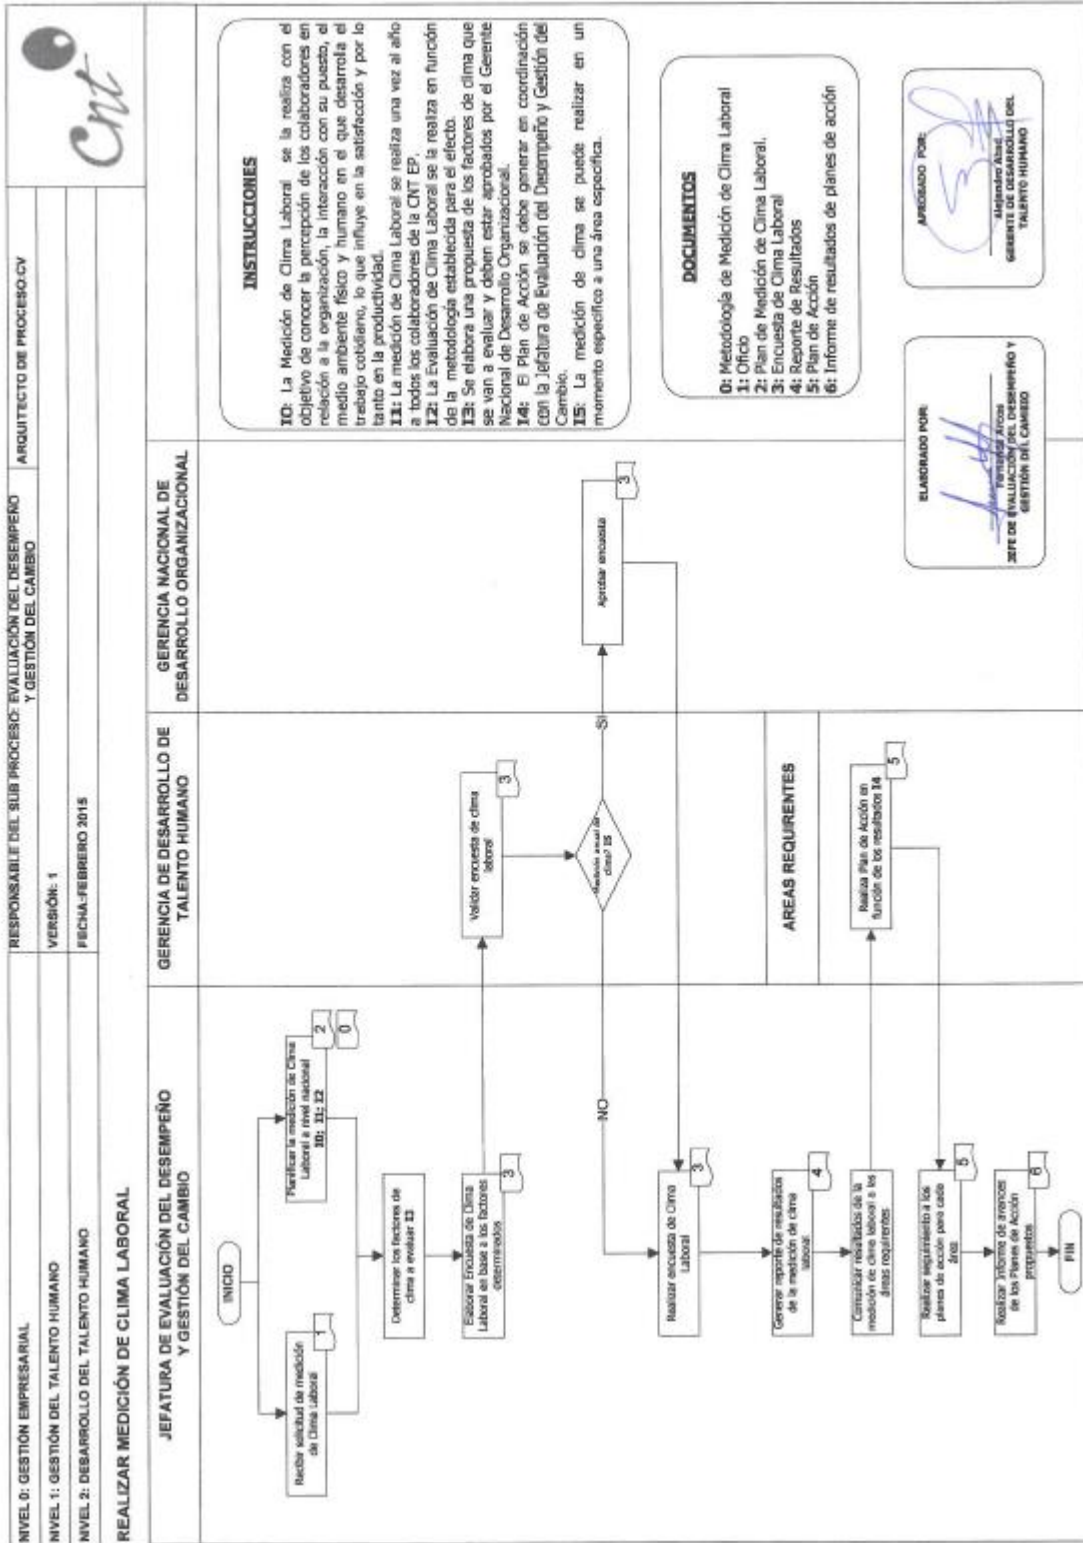 NIVEL 0: GESTIÓN EMPRESARIAL
RESPONSABLE DEL SUB PROCESO: EVALUACIÓN DEL DESEMPEÑO
Y GESTIÓN DEL CAMBIO
ARQUITECTO DE PROCESO:CV
cnt
NIVEL 1: GESTIÓN DEL TALENTO HUMANO
VERSIÓN: 1
NIVEL 2: DESARROLLO DEL TALENTO HUMANO
FECHA-FEBRERO 2015
REALIZAR MEDICIÓN DE CLIMA LABORAL
JEFATURA DE EVALUACIÓN DEL DESEMPEÑO
Y GESTIÓN DEL CAMBIO
GERENCIA DE DESARROLLO DE
TALENTO HUMANO
GERENCIA NACIONAL DE
DESARROLLO ORGANIZACIONAL
INICIO
Recibir solicitud de medición
de Clima Laboral
1
Planificar la medición de Clima
Laboral a nivel nacional
I0; I1; I2
2
0
Determinar los factores de
clima a evaluar I3
Elaborar Encuesta de Clima
Laboral en base a los factores
determinados
3
Validar encuesta de clima
laboral
3
Medición anual de
clima? I5
SI
NO
Aprobar encuesta
3
Realizar encuesta de Clima
Laboral
3
Generar reporte de resultados
de la medición de clima
laboral
4
Comunicar resultados de la
medición de clima laboral a las
áreas requirentes
AREAS REQUIRENTES
Realiza Plan de Acción en
función de los resultados I4
5
Realizar seguimiento a los
planes de acción para cada
área
5
Realizar Informe de avances
de los Planes de Acción
propuestos
6
FIN
INSTRUCCIONES
I0: La Medición de Clima Laboral se la realiza con el
objetivo de conocer la percepción de los colaboradores en
relación a la organización, la interacción con su puesto, el
medio ambiente físico y humano en el que desarrolla el
trabajo cotidiano, lo que influye en la satisfacción y por lo
tanto en la productividad.
I1: La medición de Clima Laboral se realiza una vez al año
a todos los colaboradores de la CNT EP.
I2: La Evaluación de Clima Laboral se la realiza en función
de la metodología establecida para el efecto.
I3: Se elabora una propuesta de los factores de clima que
se van a evaluar y deben estar aprobados por el Gerente
Nacional de Desarrollo Organizacional.
I4: El Plan de Acción se debe generar en coordinación
con la Jefatura de Evaluación del Desempeño y Gestión del
Cambio.
I5: La medición de clima se puede realizar en un
momento específico a una área específica.
DOCUMENTOS
0: Metodología de Medición de Clima Laboral
1: Oficio
2: Plan de Medición de Clima Laboral.
3: Encuesta de Clima Laboral
4: Reporte de Resultados
5: Plan de Acción
6: Informe de resultados de planes de acción
ELABORADO POR:
Fernanda Arcos
JEFE DE EVALUACIÓN DEL DESEMPEÑO Y
GESTIÓN DEL CAMBIO
APROBADO POR:
Alejandro Abad
GERENTE DE DESARROLLO DEL
TALENTO HUMANO